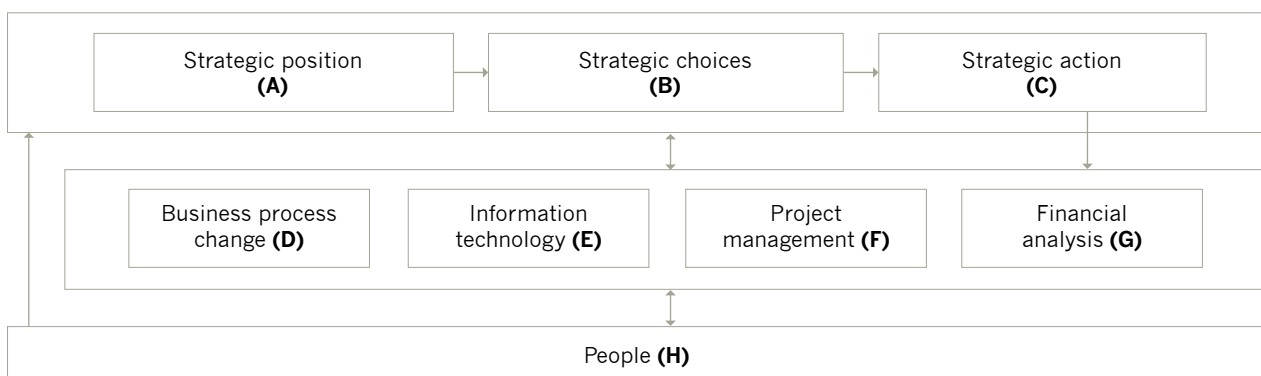 Strategic position
(A)
Strategic choices
(B)
Strategic action
(C)
Business process
change (D)
Information
technology (E)
Project
management (F)
Financial
analysis (G)
People (H)